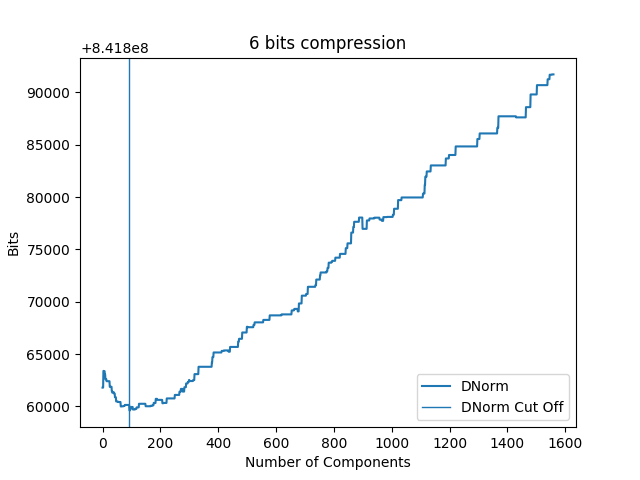 6 bits compression
+8.418e8
90000
85000
80000
75000
70000
65000
60000
Bits
0
200
400
600
800
1000
1200
1400
1600
Number of Components
DNorm
DNorm Cut Off